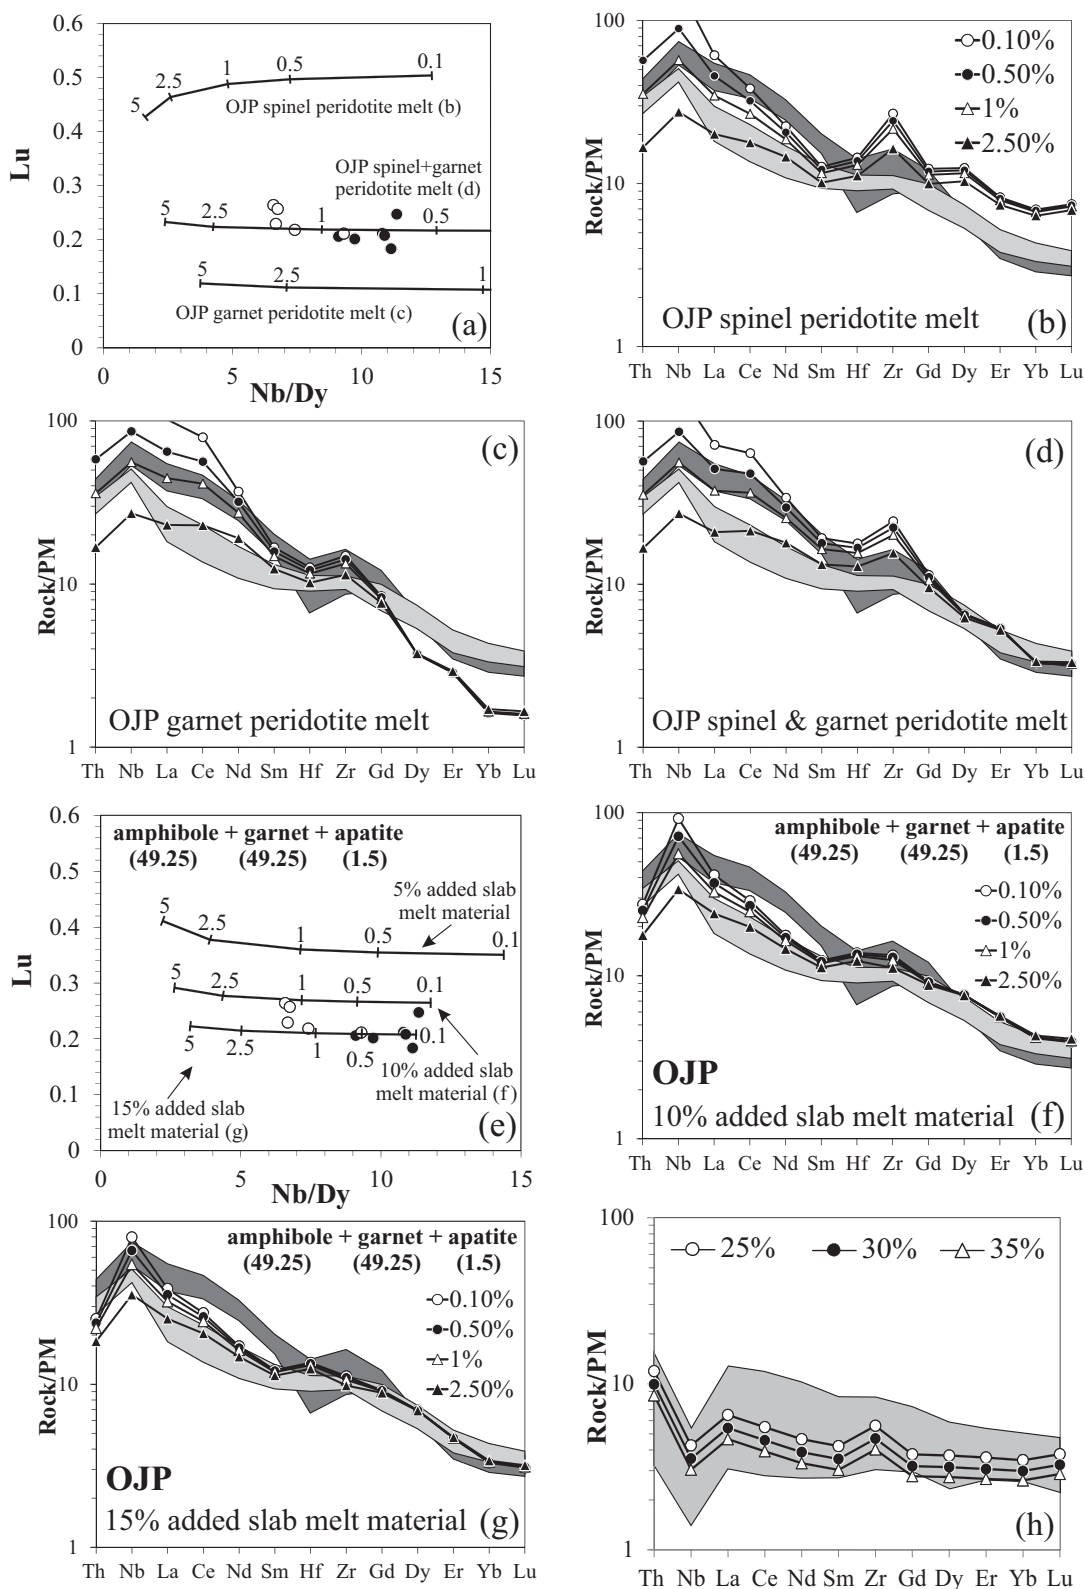 0.6
0.5
0.4
0.3
0.2
0.1
0
Lu
5
2.5
1
0.5
0.1
OJP spinel peridotite melt (b)
OJP spinel+garnet
peridotite melt (d)
5
2.5
1
0.5
5
2.5
1
OJP garnet peridotite melt (c)
(a)
0
5
10
15
Nb/Dy
100
10
1
Rock/PM
0.10%
0.50%
1%
2.50%
OJP spinel peridotite melt
(b)
Th Nb La Ce Nd Sm Hf Zr Gd Dy Er Yb Lu
100
10
1
Rock/PM
(c)
OJP garnet peridotite melt
Th Nb La Ce Nd Sm Hf Zr Gd Dy Er Yb Lu
100
10
1
Rock/PM
(d)
OJP spinel & garnet peridotite melt
Th Nb La Ce Nd Sm Hf Zr Gd Dy Er Yb Lu
0.6
0.5
0.4
0.3
0.2
0.1
0
Lu
amphibole + garnet + apatite
(49.25) (49.25) (1.5)
5% added slab
melt material
5
2.5
1
0.5
0.1
5
2.5
1
0.5
0.1
5
2.5
1
0.5
0.1
10% added slab
melt material (f)
15% added slab
melt material (g)
(e)
0
5
10
15
Nb/Dy
100
10
1
Rock/PM
amphibole + garnet + apatite
(49.25) (49.25) (1.5)
0.10%
0.50%
1%
2.50%
OJP
10% added slab melt material
(f)
Th Nb La Ce Nd Sm Hf Zr Gd Dy Er Yb Lu
100
10
1
Rock/PM
amphibole + garnet + apatite
(49.25) (49.25) (1.5)
0.10%
0.50%
1%
2.50%
OJP
15% added slab melt material
(g)
Th Nb La Ce Nd Sm Hf Zr Gd Dy Er Yb Lu
100
10
1
Rock/PM
25% 30% 35%
(h)
Th Nb La Ce Nd Sm Hf Zr Gd Dy Er Yb Lu